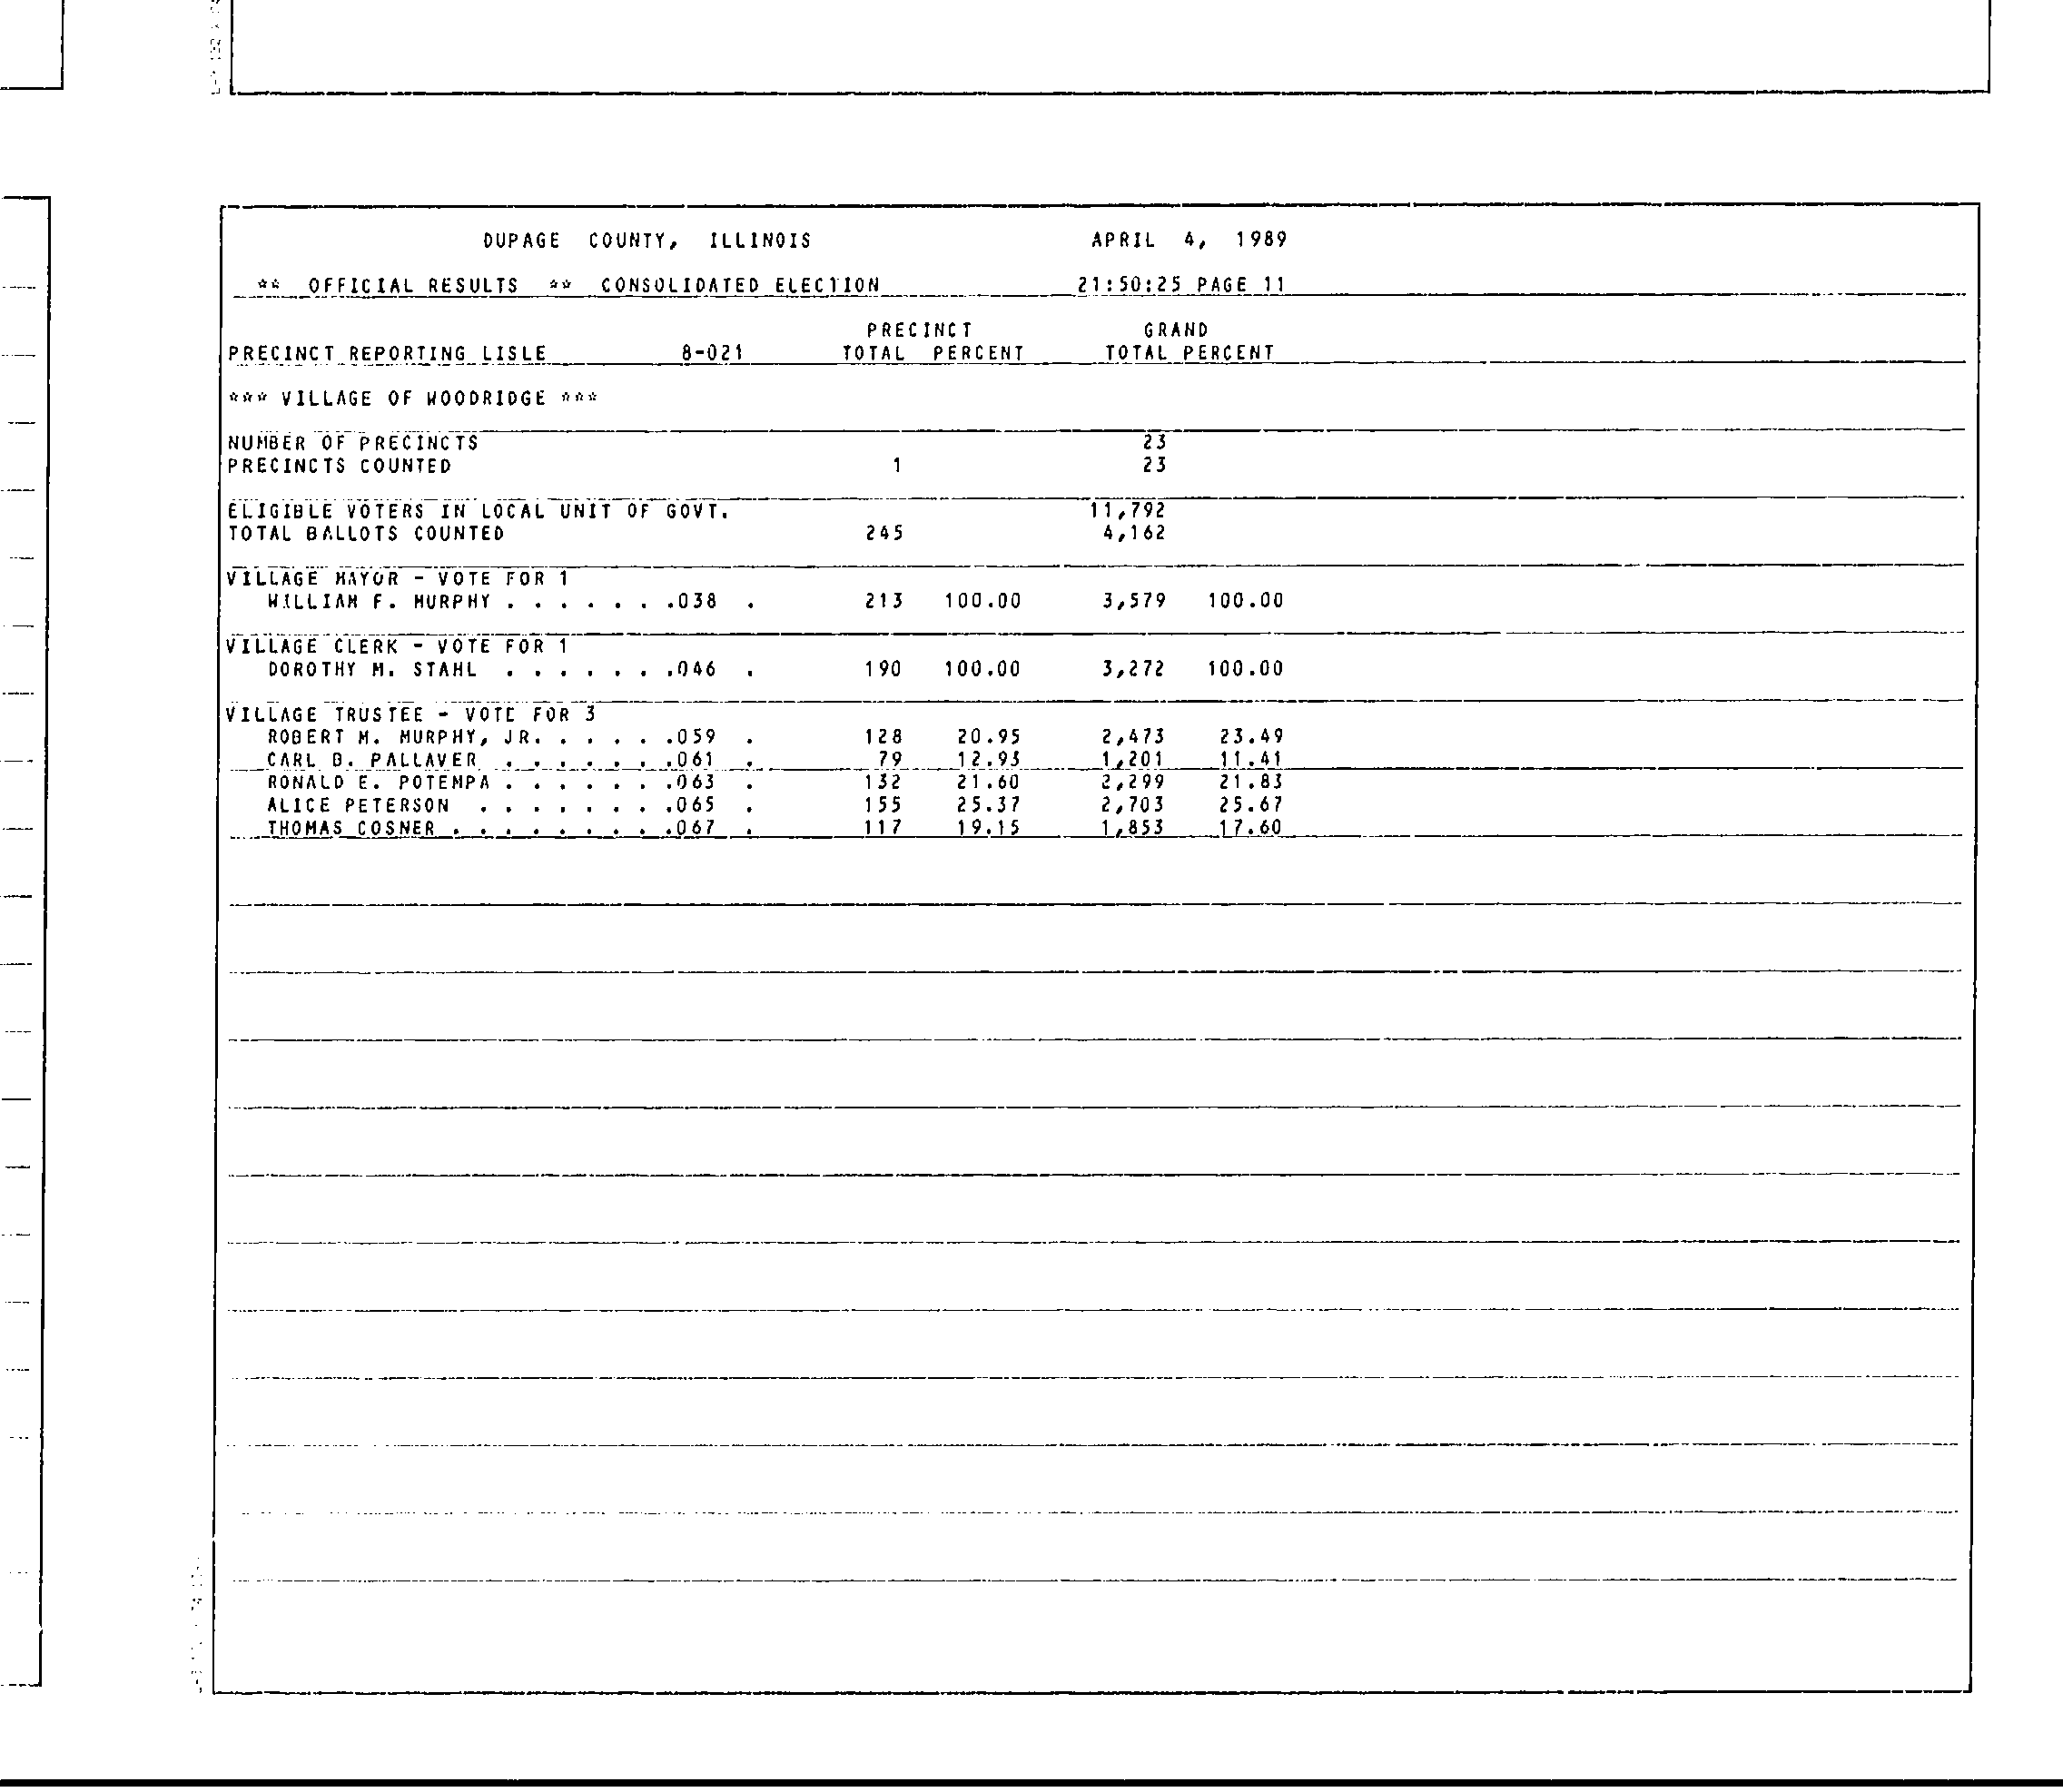 DUPAGE COUNTY, ILLINOIS APRIL 4, 1989
** OFFICIAL RESULTS ** CONSOLIDATED ELECTION 21:50:25 PAGE 11
PRECINCT GRAND
PRECINCT REPORTING LISLE 8-021 TOTAL PERCENT TOTAL PERCENT
*** VILLAGE OF WOODRIDGE ***
NUMBER OF PRECINCTS 23
PRECINCTS COUNTED 1 23
ELIGIBLE VOTERS IN LOCAL UNIT OF GOVT. 11,792
TOTAL BALLOTS COUNTED 245 4,162
VILLAGE MAYOR - VOTE FOR 1
WILLIAM F. MURPHY . . . . . . .038 . 213 100.00 3,579 100.00
VILLAGE CLERK - VOTE FOR 1
DOROTHY M. STAHL . . . . . . .046 . 190 100.00 3,272 100.00
VILLAGE TRUSTEE - VOTE FOR 3
ROBERT M. MURPHY, JR. . . . . .059 . 128 20.95 2,473 23.49
CARL B. PALLAVER . . . . . . .061 . 79 12.93 1,201 11.41
RONALD E. POTEMPA . . . . . . .063 . 132 21.60 2,299 21.83
ALICE PETERSON . . . . . . . .065 . 155 25.37 2,703 25.67
THOMAS COSNER . . . . . . . . .067 . 117 19.15 1,853 17.60